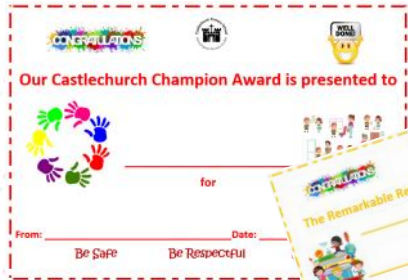 CONGRATULATIONS
WELL DONE!
Our Castlechurch Champion Award is presented to
for
From: Date:
Be Safe Be Respectful
CONGRATULATIONS
The Remarkable Re